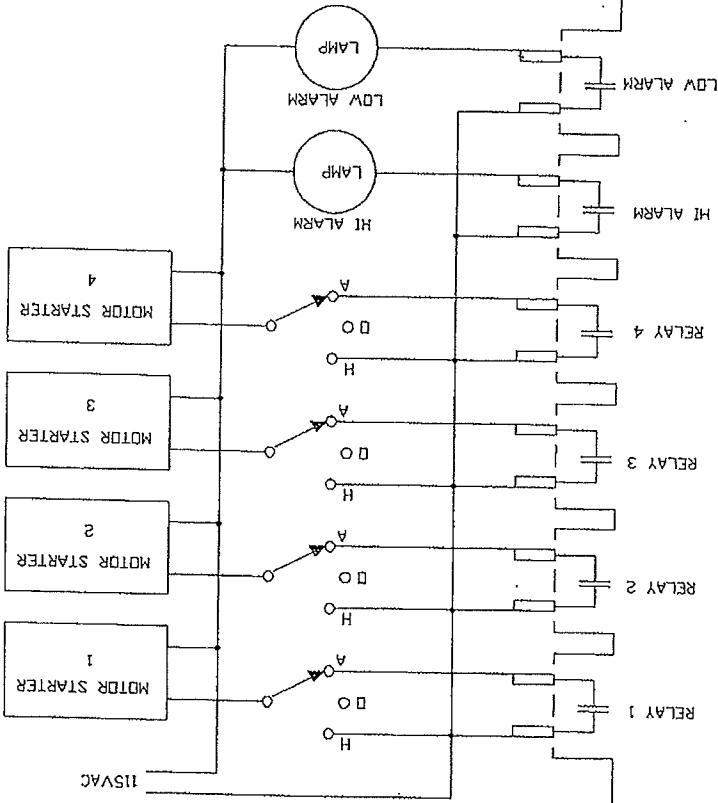 115VAC
RELAY 1
H
O
A
MOTOR STARTER
1
RELAY 2
H
O
A
MOTOR STARTER
2
RELAY 3
H
O
A
MOTOR STARTER
3
RELAY 4
H
O
A
MOTOR STARTER
4
HI ALARM
HI ALARM
LAMP
LOW ALARM
LOW ALARM
LAMP